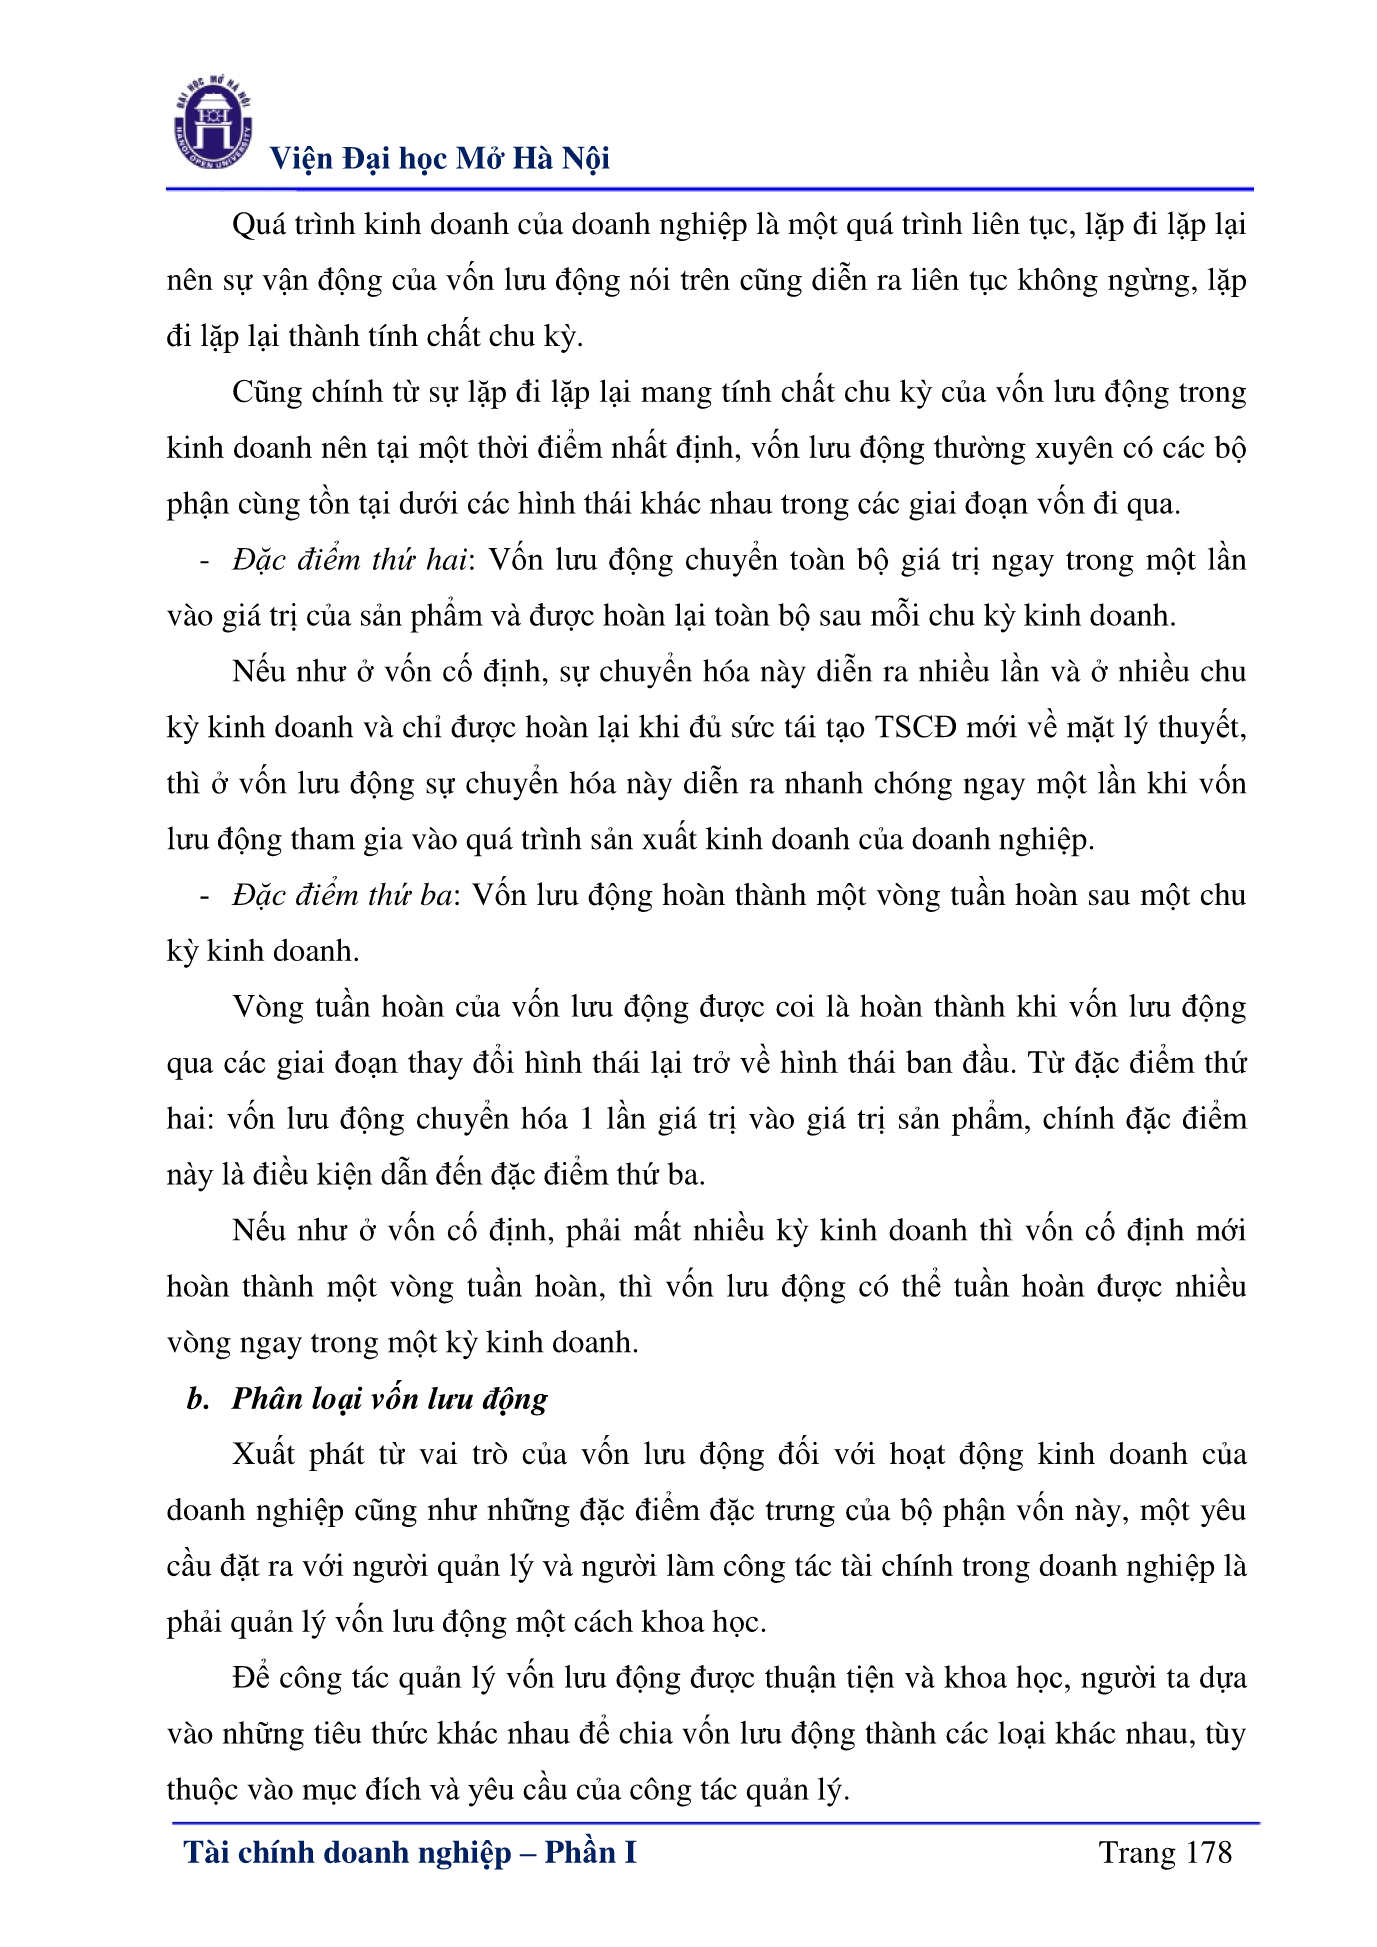 ĐẠI HỌC MỞ HÀ NỘI
HANOI OPEN UNIVERSITY
Viện Đại học Mở Hà Nội
Quá trình kinh doanh của doanh nghiệp là một quá trình liên tục, lặp đi lặp lại
nên sự vận động của vốn lưu động nói trên cũng diễn ra liên tục không ngừng, lặp
đi lặp lại thành tính chất chu kỳ.
Cũng chính từ sự lặp đi lặp lại mang tính chất chu kỳ của vốn lưu động trong
kinh doanh nên tại một thời điểm nhất định, vốn lưu động thường xuyên có các bộ
phận cùng tồn tại dưới các hình thái khác nhau trong các giai đoạn vốn đi qua.
- Đặc điểm thứ hai: Vốn lưu động chuyển toàn bộ giá trị ngay trong một lần
vào giá trị của sản phẩm và được hoàn lại toàn bộ sau mỗi chu kỳ kinh doanh.
Nếu như ở vốn cố định, sự chuyển hóa này diễn ra nhiều lần và ở nhiều chu
kỳ kinh doanh và chỉ được hoàn lại khi đủ sức tái tạo TSCĐ mới về mặt lý thuyết,
thì ở vốn lưu động sự chuyển hóa này diễn ra nhanh chóng ngay một lần khi vốn
lưu động tham gia vào quá trình sản xuất kinh doanh của doanh nghiệp.
- Đặc điểm thứ ba: Vốn lưu động hoàn thành một vòng tuần hoàn sau một chu
kỳ kinh doanh.
Vòng tuần hoàn của vốn lưu động được coi là hoàn thành khi vốn lưu động
qua các giai đoạn thay đổi hình thái lại trở về hình thái ban đầu. Từ đặc điểm thứ
hai: vốn lưu động chuyển hóa 1 lần giá trị vào giá trị sản phẩm, chính đặc điểm
này là điều kiện dẫn đến đặc điểm thứ ba.
Nếu như ở vốn cố định, phải mất nhiều kỳ kinh doanh thì vốn cố định mới
hoàn thành một vòng tuần hoàn, thì vốn lưu động có thể tuần hoàn được nhiều
vòng ngay trong một kỳ kinh doanh.
b. Phân loại vốn lưu động
Xuất phát từ vai trò của vốn lưu động đối với hoạt động kinh doanh của
doanh nghiệp cũng như những đặc điểm đặc trưng của bộ phận vốn này, một yêu
cầu đặt ra với người quản lý và người làm công tác tài chính trong doanh nghiệp là
phải quản lý vốn lưu động một cách khoa học.
Để công tác quản lý vốn lưu động được thuận tiện và khoa học, người ta dựa
vào những tiêu thức khác nhau để chia vốn lưu động thành các loại khác nhau, tùy
thuộc vào mục đích và yêu cầu của công tác quản lý.
Tài chính doanh nghiệp – Phần I
Trang 178